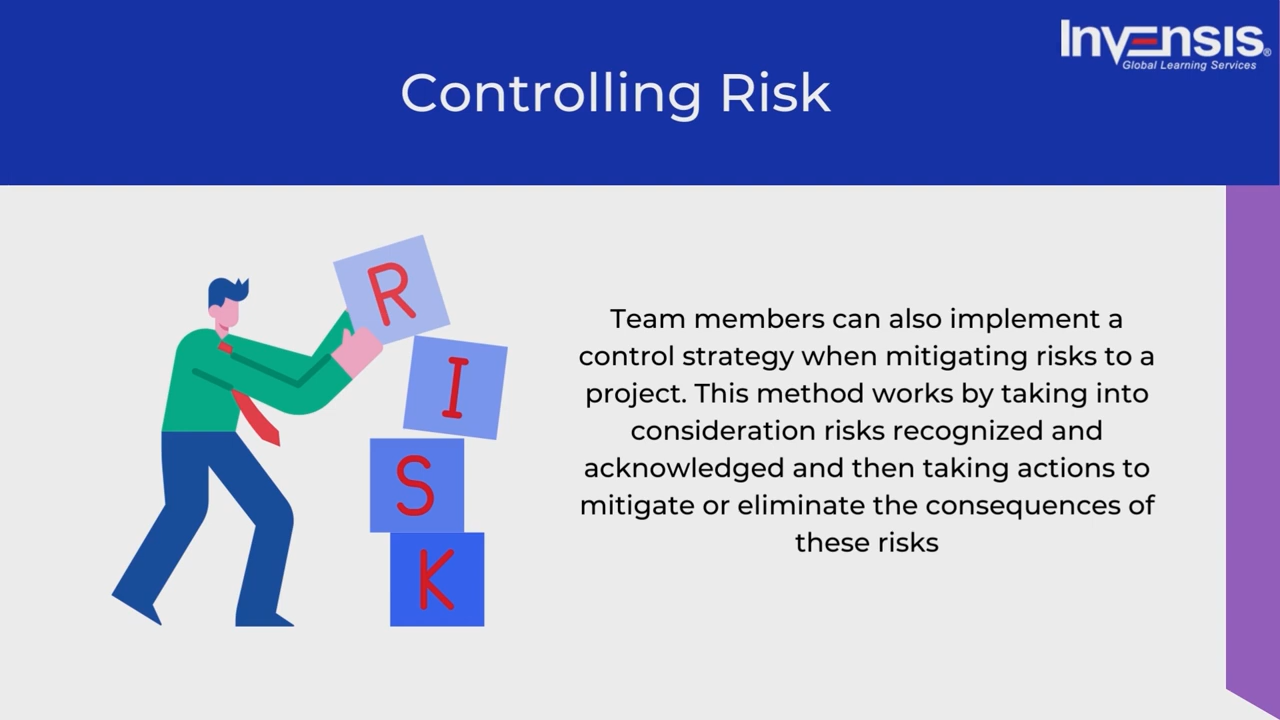 Invensis®
Global Learning Services
Controlling Risk
R
I
S
K
Team members can also implement a
control strategy when mitigating risks to a
project. This method works by taking into
consideration risks recognized and
acknowledged and then taking actions to
mitigate or eliminate the consequences of
these risks